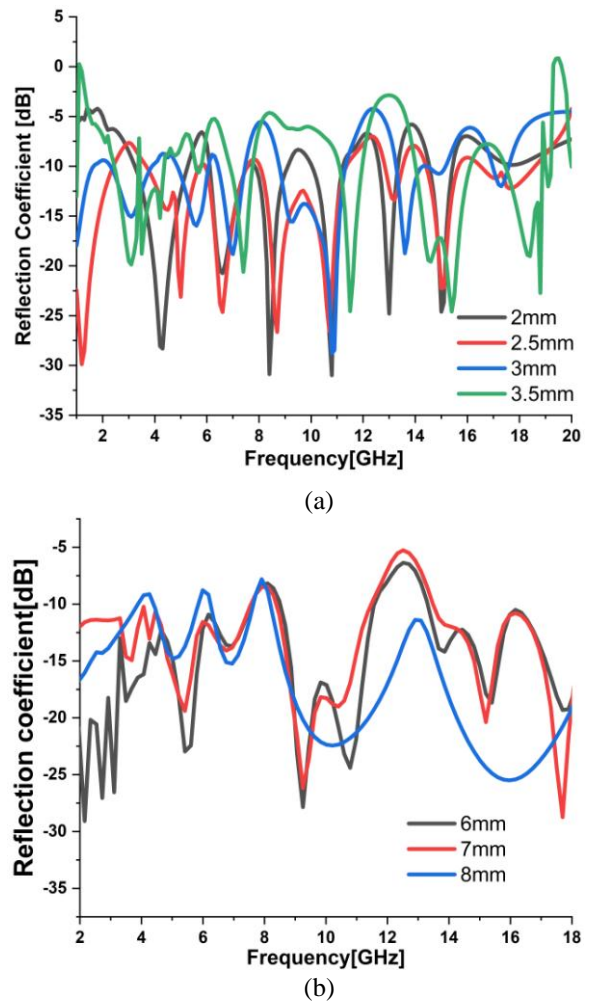 Reflection Coefficient [dB]
5
0
-5
-10
-15
-20
-25
-30
-35
2mm
2.5mm
3mm
3.5mm
2 4 6 8 10 12 14 16 18 20
Frequency[GHz]
(a)
Reflection coefficient[dB]
-5
-10
-15
-20
-25
-30
-35
6mm
7mm
8mm
2 4 6 8 10 12 14 16 18
Frequency[GHz]
(b)